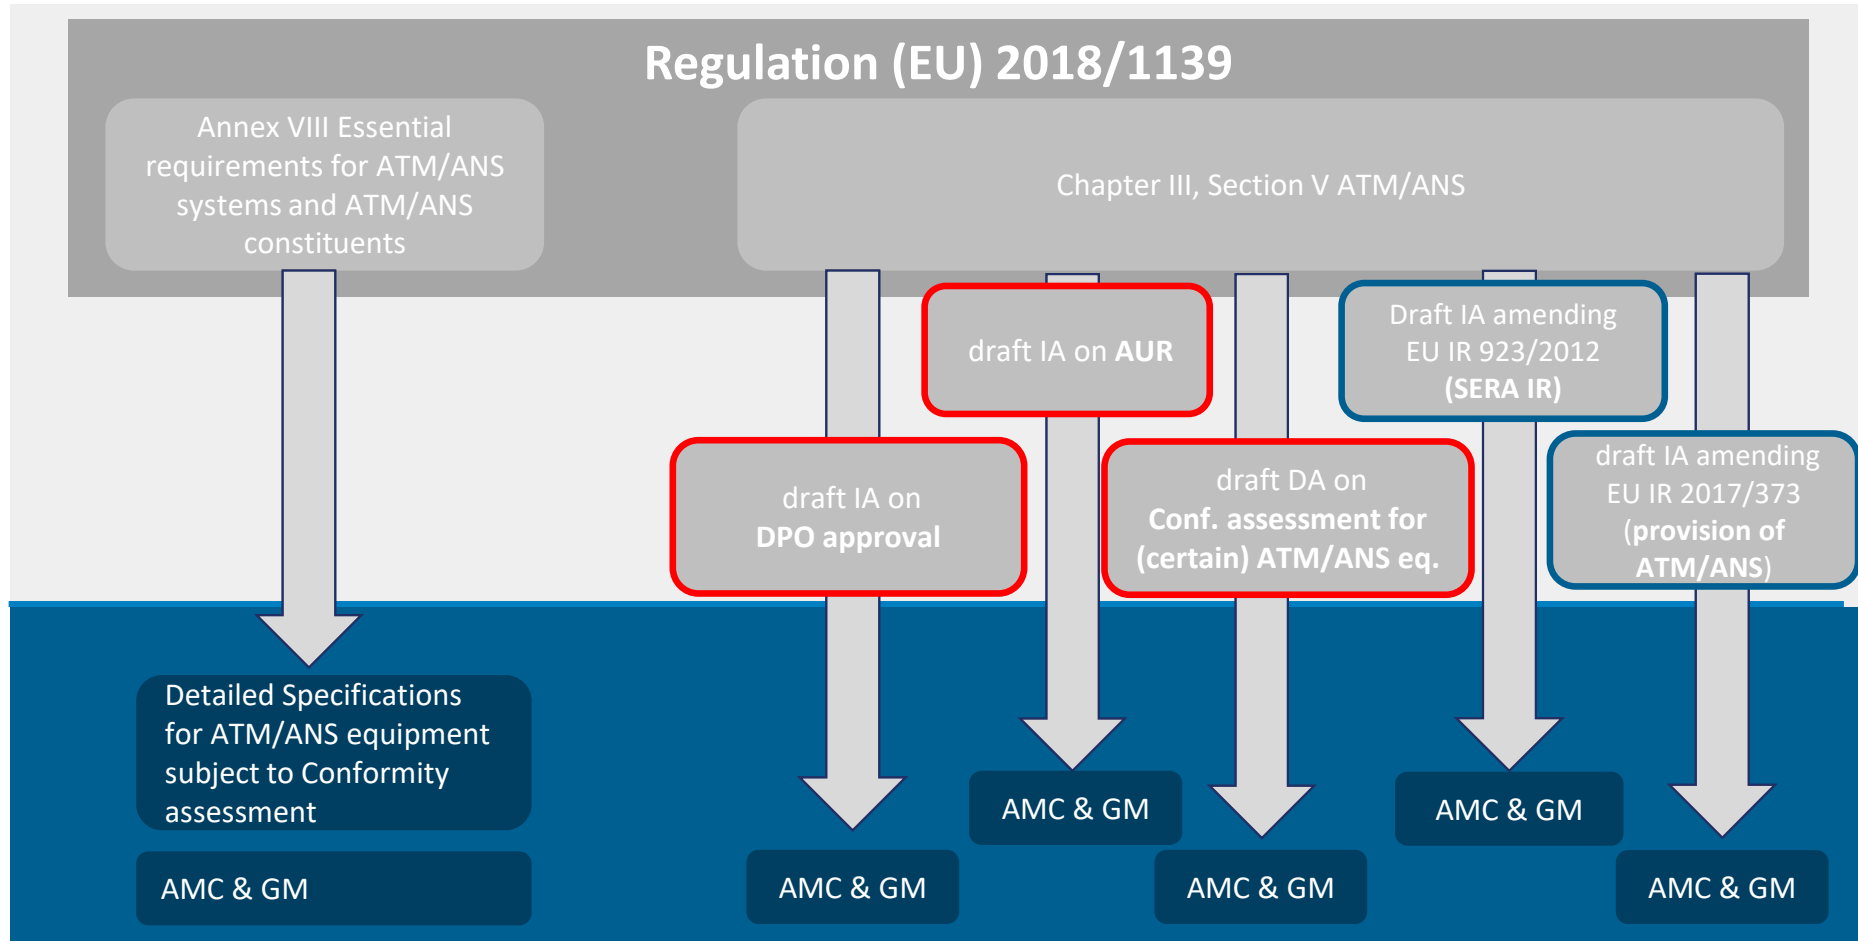 Regulation (EU) 2018/1139
Annex VIII Essential
requirements for ATM/ANS
systems and ATM/ANS
constituents
Chapter III, Section V ATM/ANS
draft IA on AUR
Draft IA amending
EU IR 923/2012
(SERA IR)
draft IA on
DPO approval
draft DA on
Conf. assessment for
(certain) ATM/ANS eq.
draft IA amending
EU IR 2017/373
(provision of
ATM/ANS)
Detailed Specifications
for ATM/ANS equipment
subject to Conformity
assessment
AMC & GM
AMC & GM
AMC & GM
AMC & GM
AMC & GM
AMC & GM